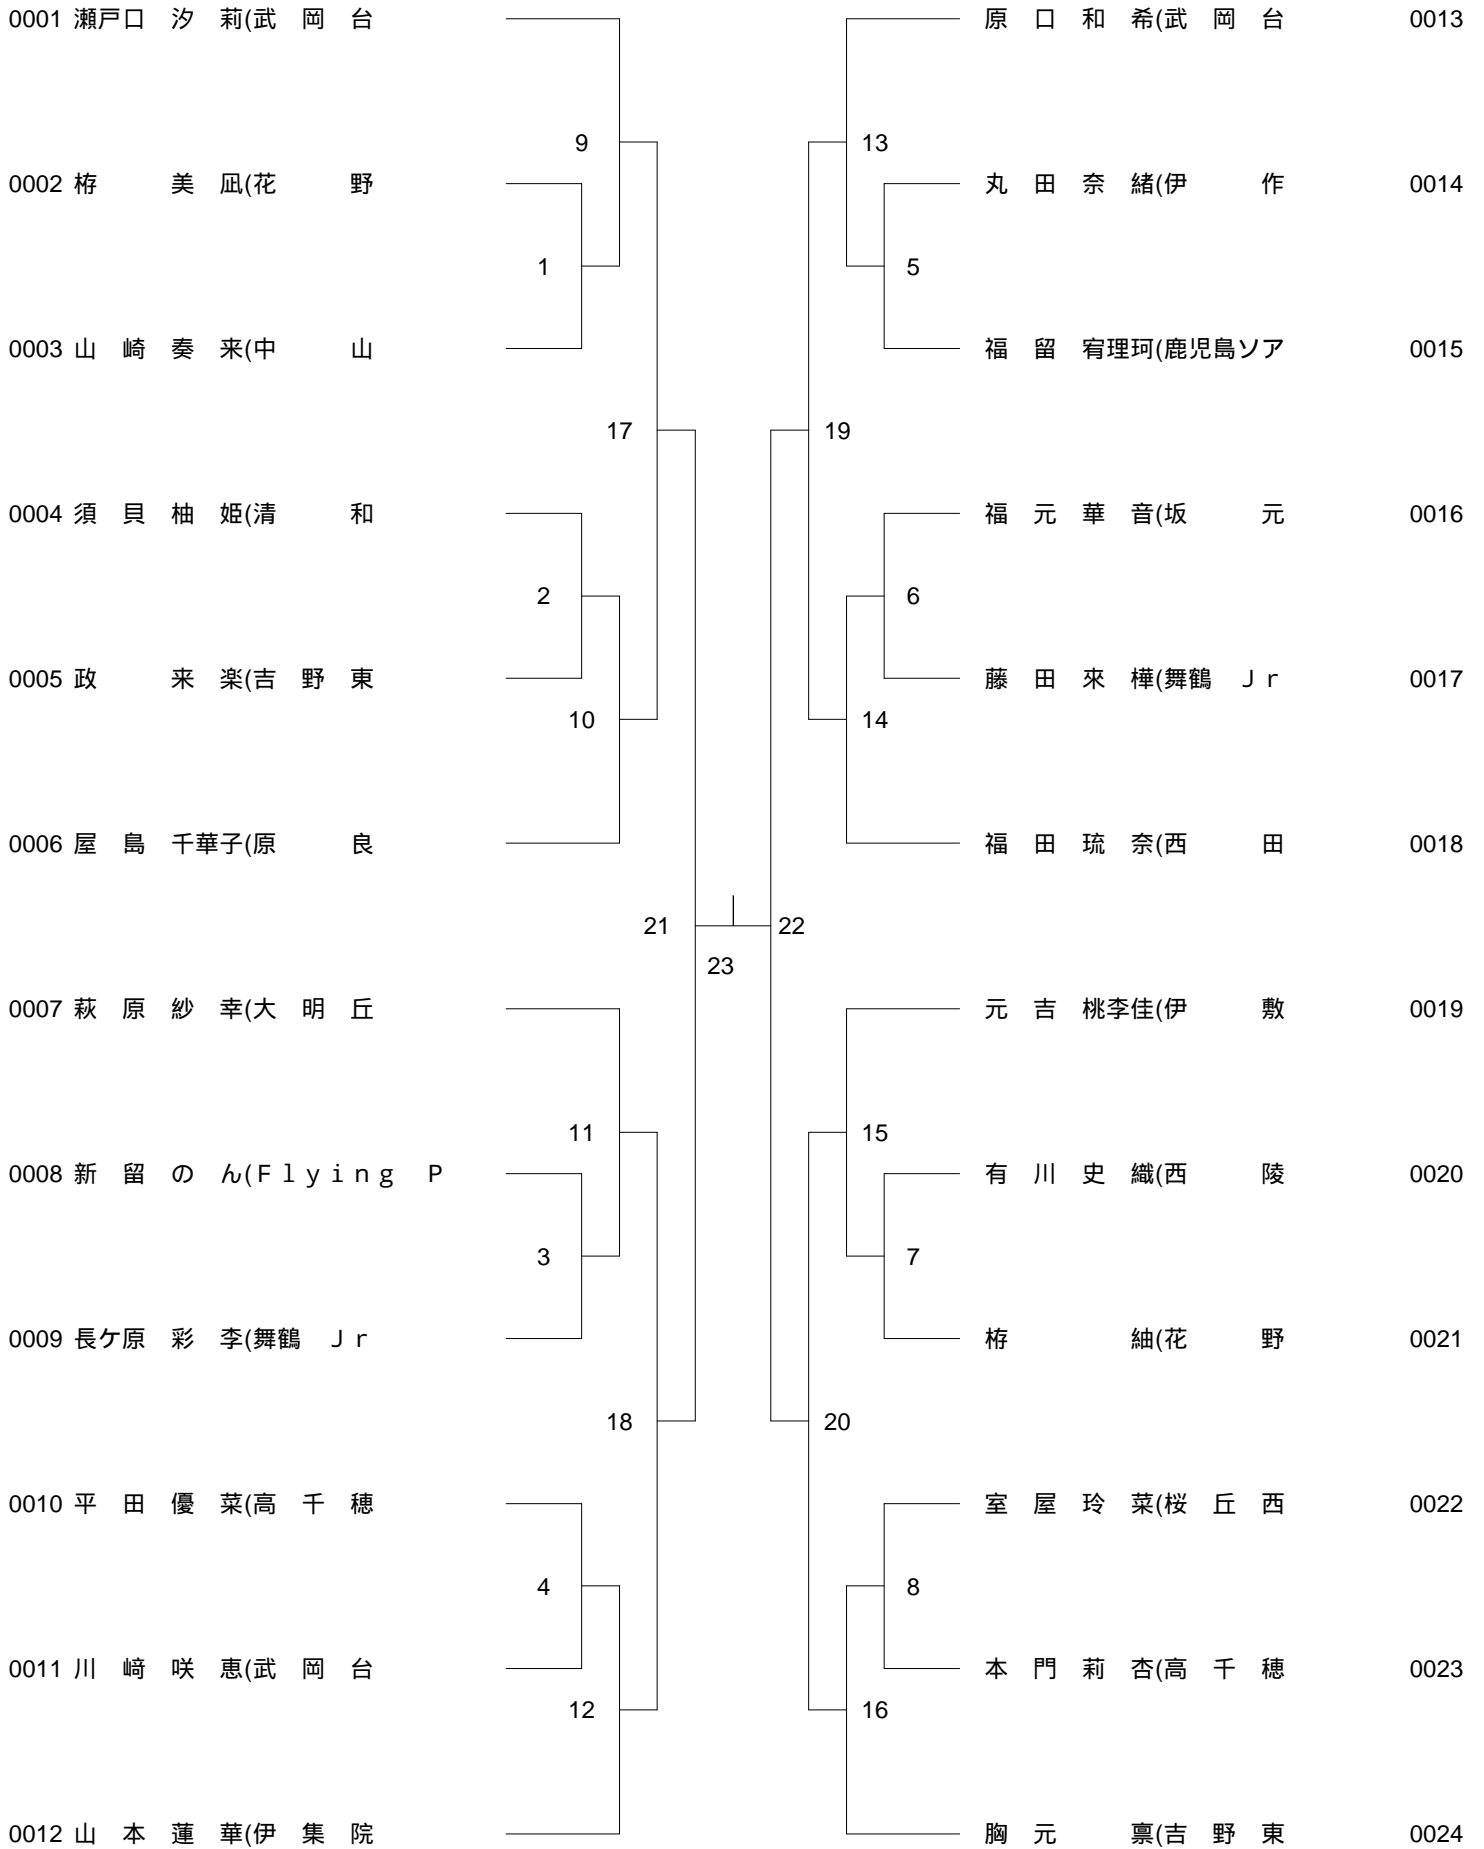 0001 瀬戸口　汐　莉(武　岡　台
原　口　和　希(武　岡　台 0013
9
13
0002 栫　　　美　凪(花　　　野
丸　田　奈　緒(伊　　　作 0014
1
5
0003 山　崎　奏　来(中　　　山
福　留　宥理珂(鹿児島ソア 0015
17
19
0004 須　貝　柚　姫(清　　　和
福　元　華　音(坂　　　元 0016
2
6
0005 政　　　来　楽(吉　野　東
藤　田　來　樺(舞鶴　Ｊｒ 0017
10
14
0006 屋　島　千華子(原　　　良
福　田　琉　奈(西　　　田 0018
21
22
23
0007 萩　原　紗　幸(大　明　丘
元　吉　桃李佳(伊　　　敷 0019
11
15
0008 新　留　の　ん(Ｆｌｙｉｎｇ　Ｐ
有　川　史　織(西　　　陵 0020
3
7
0009 長ケ原　彩　李(舞鶴　Ｊｒ
栫　　　　　紬(花　　　野 0021
18
20
0010 平　田　優　菜(高　千　穂
室　屋　玲　菜(桜　丘　西 0022
4
8
0011 川　﨑　咲　恵(武　岡　台
本　門　莉　杏(高　千　穂 0023
12
16
0012 山　本　蓮　華(伊　集　院
胸　元　　　禀(吉　野　東 0024